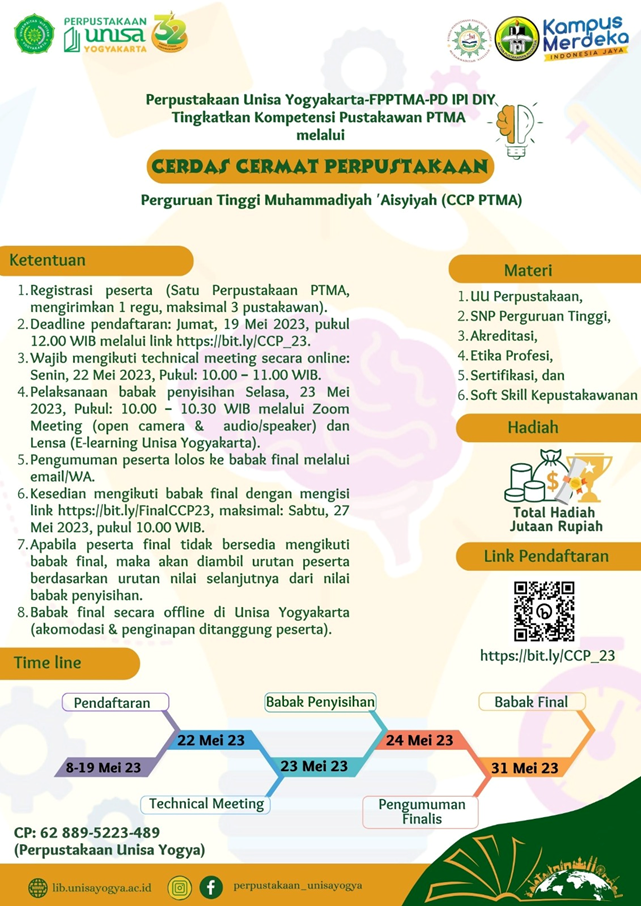 PERPUSTAKAAN
unisa
YOGYAKARTA
32
Kampus
Merdeka
INDONESIA JAYA
Perpustakaan Unisa Yogyakarta-FPPTMA-PD IPI DIY
Tingkatkan Kompetensi Pustakawan PTMA
melalui
CERDAS CERMAT PERPUSTAKAAN
Perguruan Tinggi Muhammadiyah 'Aisyiyah (CCP PTMA)
Ketentuan
1. Registrasi peserta (Satu Perpustakaan PTMA,
mengirimkan 1 regu, maksimal 3 pustakawan).
2. Deadline pendaftaran: Jumat, 19 Mei 2023, pukul
12.00 WIB melalui link https://bit.ly/CCP_23.
3. Wajib mengikuti technical meeting secara online:
Senin, 22 Mei 2023, Pukul: 10.00 – 11.00 WIB.
4. Pelaksanaan babak penyisihan Selasa, 23 Mei
2023, Pukul: 10.00 – 10.30 WIB melalui Zoom
Meeting (open camera & audio/speaker) dan
Lensa (E-learning Unisa Yogyakarta).
5. Pengumuman peserta lolos ke babak final melalui
email/WA.
6. Kesedian mengikuti babak final dengan mengisi
link https://bit.ly/FinalCCP23, maksimal: Sabtu, 27
Mei 2023, pukul 10.00 WIB.
7. Apabila peserta final tidak bersedia mengikuti
babak final, maka akan diambil urutan peserta
berdasarkan urutan nilai selanjutnya dari nilai
babak penyisihan.
8. Babak final secara offline di Unisa Yogyakarta
(akomodasi & penginapan ditanggung peserta).
Materi
1. UU Perpustakaan,
2. SNP Perguruan Tinggi,
3. Akreditasi,
4. Etika Profesi,
5. Sertifikasi, dan
6. Soft Skill Kepustakawanan
Hadiah
Total Hadiah
Jutaan Rupiah
Link Pendaftaran
https://bit.ly/CCP_23
Time line
Pendaftaran
8-19 Mei 23
22 Mei 23
Technical Meeting
Babak Penyisihan
23 Mei 23
24 Mei 23
Pengumuman
Finalis
Babak Final
31 Mei 23
CP: 62 889-5223-489
(Perpustakaan Unisa Yogya)
lib.unisayogya.ac.id
perpustakaan_unisayogya